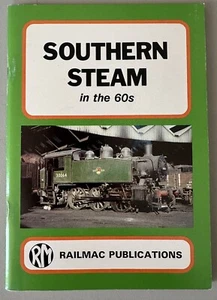 SOUTHERN
STEAM
in the 60s
30064
RM
RAILMAC PUBLICATIONS